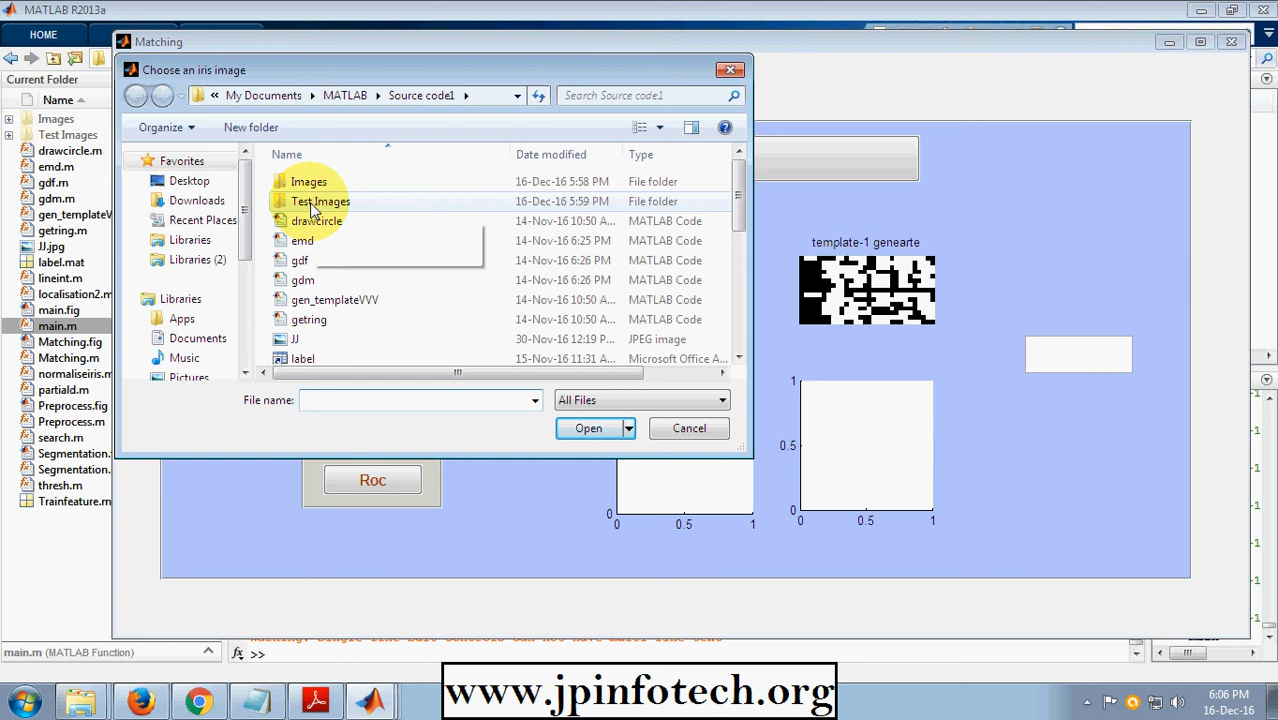 MATLAB R2013a
HOME
Matching
Choose an iris image
Current Folder
« My Documents MATLAB Source code1
Search Source code1
Organize
New folder
Name
Images
Test Images
drawcircle.m
emd.m
gdf.m
gdm.m
gen_templateV
getring.m
JJ.jpg
label.mat
lineint.m
localisation2.m
main.fig
main.m
Matching.fig
Matching.m
normaliseiris.m
partiald.m
Preprocess.fig
Preprocess.m
search.m
Segmentation.
Segmentation.
thresh.m
Trainfeature.m
Favorites
Desktop
Downloads
Recent Places
Libraries
Libraries (2)
Libraries
Apps
Documents
Music
Pictures
Name Date modified Type
Images 16-Dec-16 5:58 PM File folder
Test Images 16-Dec-16 5:59 PM File folder
drawcircle 14-Nov-16 10:50 A... MATLAB Code
emd 14-Nov-16 6:25 PM MATLAB Code
gdf 14-Nov-16 6:26 PM MATLAB Code
gdm 14-Nov-16 6:26 PM MATLAB Code
gen_templateVVV 14-Nov-16 10:50 A... MATLAB Code
getring 14-Nov-16 10:50 A... MATLAB Code
JJ 30-Nov-16 12:19 P... JPEG image
label 15-Nov-16 11:31 A... Microsoft Office A...
File name:
All Files
Open
Cancel
template-1 genearte
1
0.5
0
0 0.5 1
0
0 0.5 1
Roc
main.m (MATLAB Function)
fx >>
www.jpinfotech.org
6:06 PM
16-Dec-16